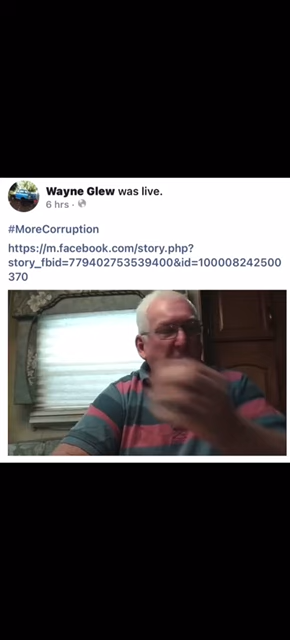 Wayne Glew was live.
6 hrs ·
#MoreCorruption
https://m.facebook.com/story.php?
story_fbid=779402753539400&id=100008242500
370